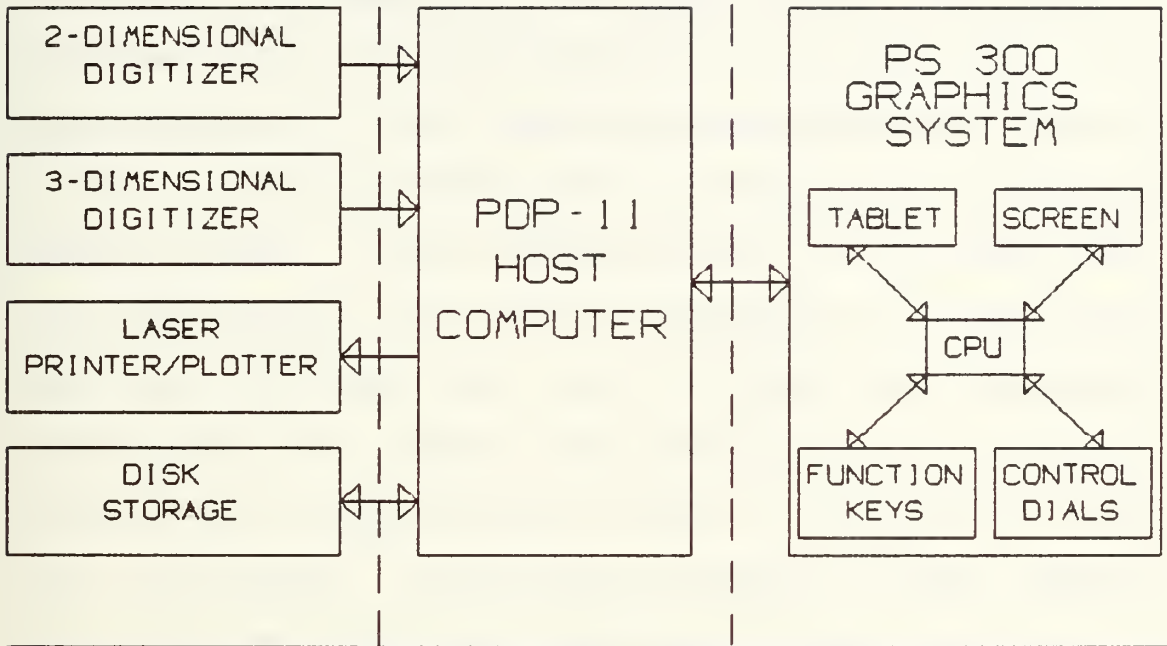 2-DIMENSIONAL
DIGITIZER
3-DIMENSIONAL
DIGITIZER
LASER
PRINTER/PLOTTER
DISK
STORAGE
PDP-11
HOST
COMPUTER
PS 300
GRAPHICS
SYSTEM
TABLET
SCREEN
CPU
FUNCTION
KEYS
CONTROL
DIALS